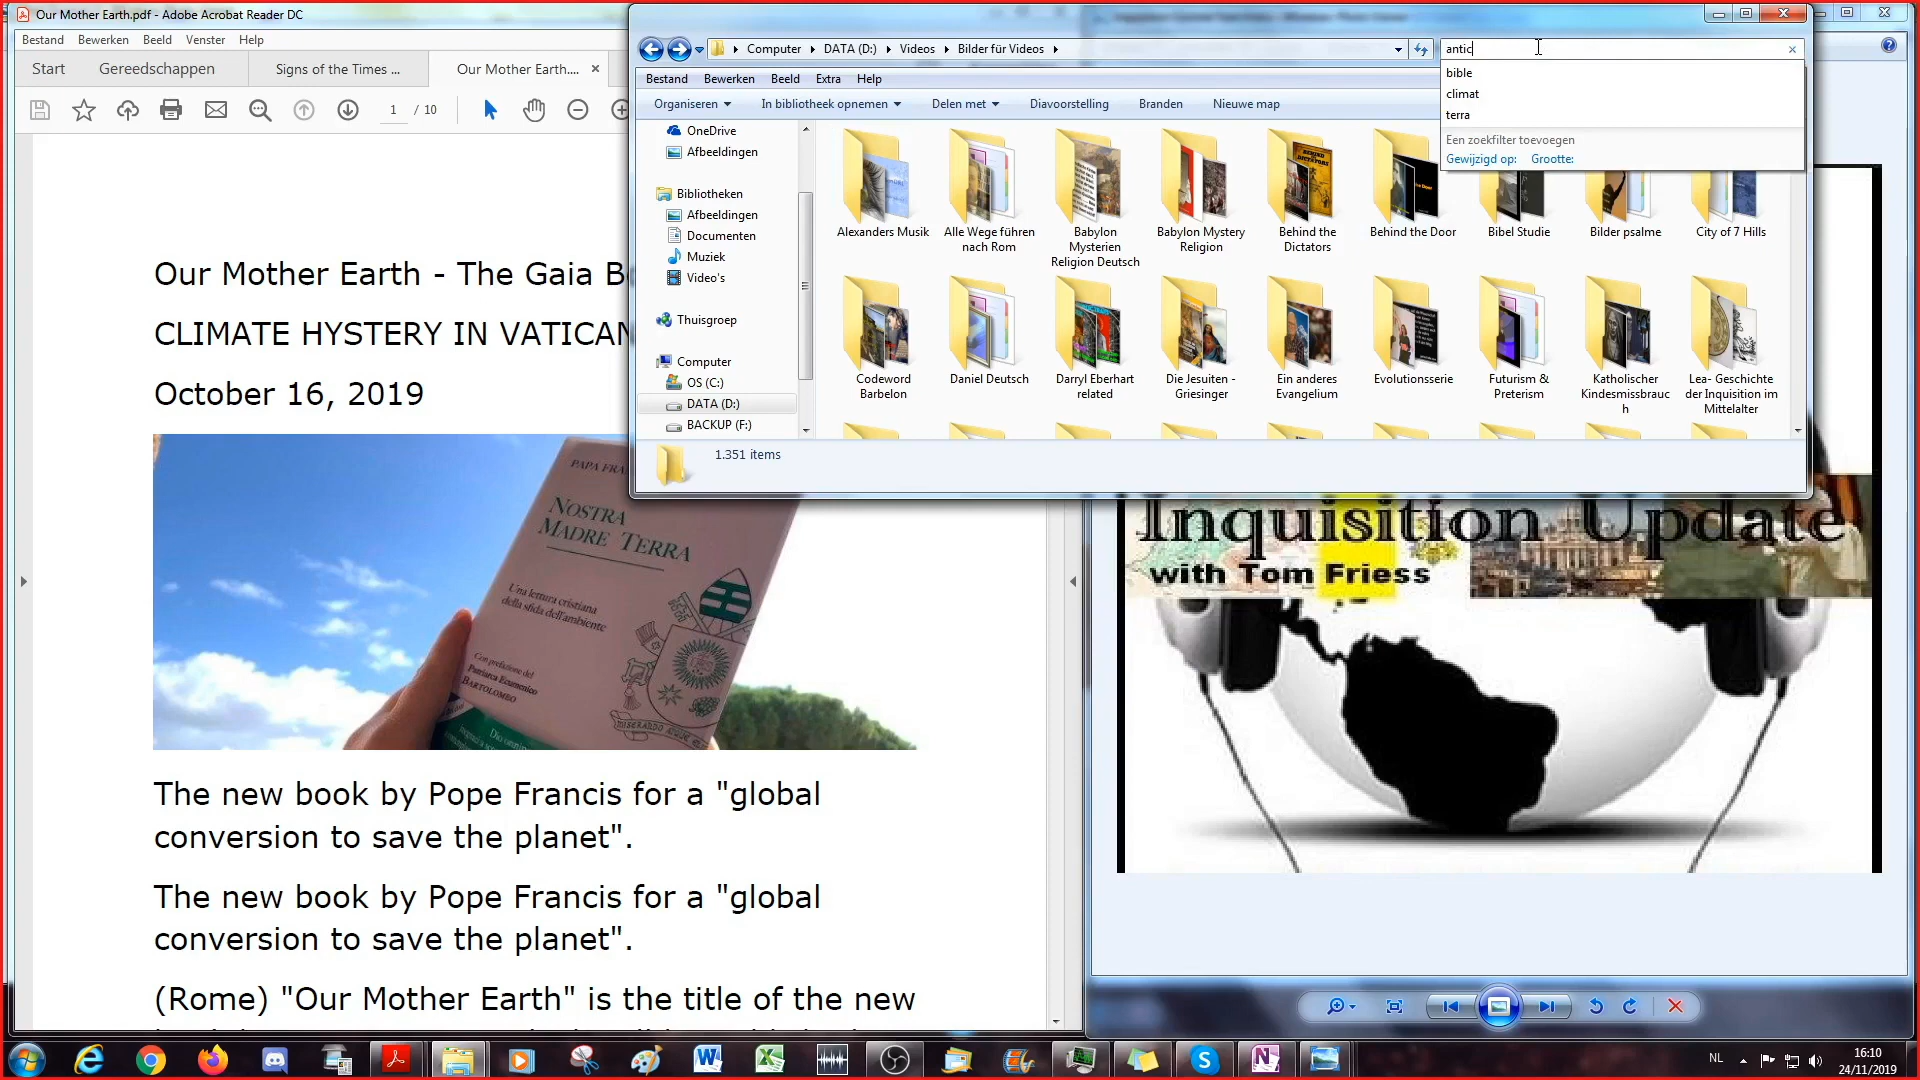 Our Mother Earth.pdf - Adobe Acrobat Reader DC
Bestand Bewerken Beeld Venster Help
Start Gereedschappen Signs of the Times ... Our Mother Earth....
1 / 10
Our Mother Earth - The Gaia
CLIMATE HYSTERY IN VATICAN
October 16, 2019
NOSTRA
MADRE TERRA
Una lettura cristiana
della sfida dell'ambiente
Con prefazione del
Patriarca Ecumenico
BARTOLOMEO
The new book by Pope Francis for a "global
conversion to save the planet".
The new book by Pope Francis for a "global
conversion to save the planet".
(Rome) "Our Mother Earth" is the title of the new
Computer DATA (D:) Videos Bilder für Videos
antic
bible
climat
terra
Een zoekfilter toevoegen
Gewijzigd op: Grootte:
Bestand Bewerken Beeld Extra Help
Organiseren In bibliotheek opnemen Delen met Diavoorstelling Branden Nieuwe map
OneDrive
Afbeeldingen
Bibliotheken
Afbeeldingen
Documenten
Muziek
Video's
Thuisgroep
Computer
OS (C:)
DATA (D:)
BACKUP (F:)
Alexanders Musik
Alle Wege führen
nach Rom
Babylon
Mysterien
Religion Deutsch
Babylon Mystery
Religion
Behind the
Dictators
Behind the Door
Bibel Studie
Bilder psalme
City of 7 Hills
Codeword
Barbelon
Daniel Deutsch
Darryl Eberhart
related
Die Jesuiten -
Griesinger
Ein anderes
Evangelium
Evolutionsserie
Futurism &
Preterism
Katholischer
Kindesmissbrauc
h
Lea- Geschichte
der Inquisition im
Mittelalter
1.351 items
Inquisition Update
with Tom Friess
NL
16:10
24/11/2019